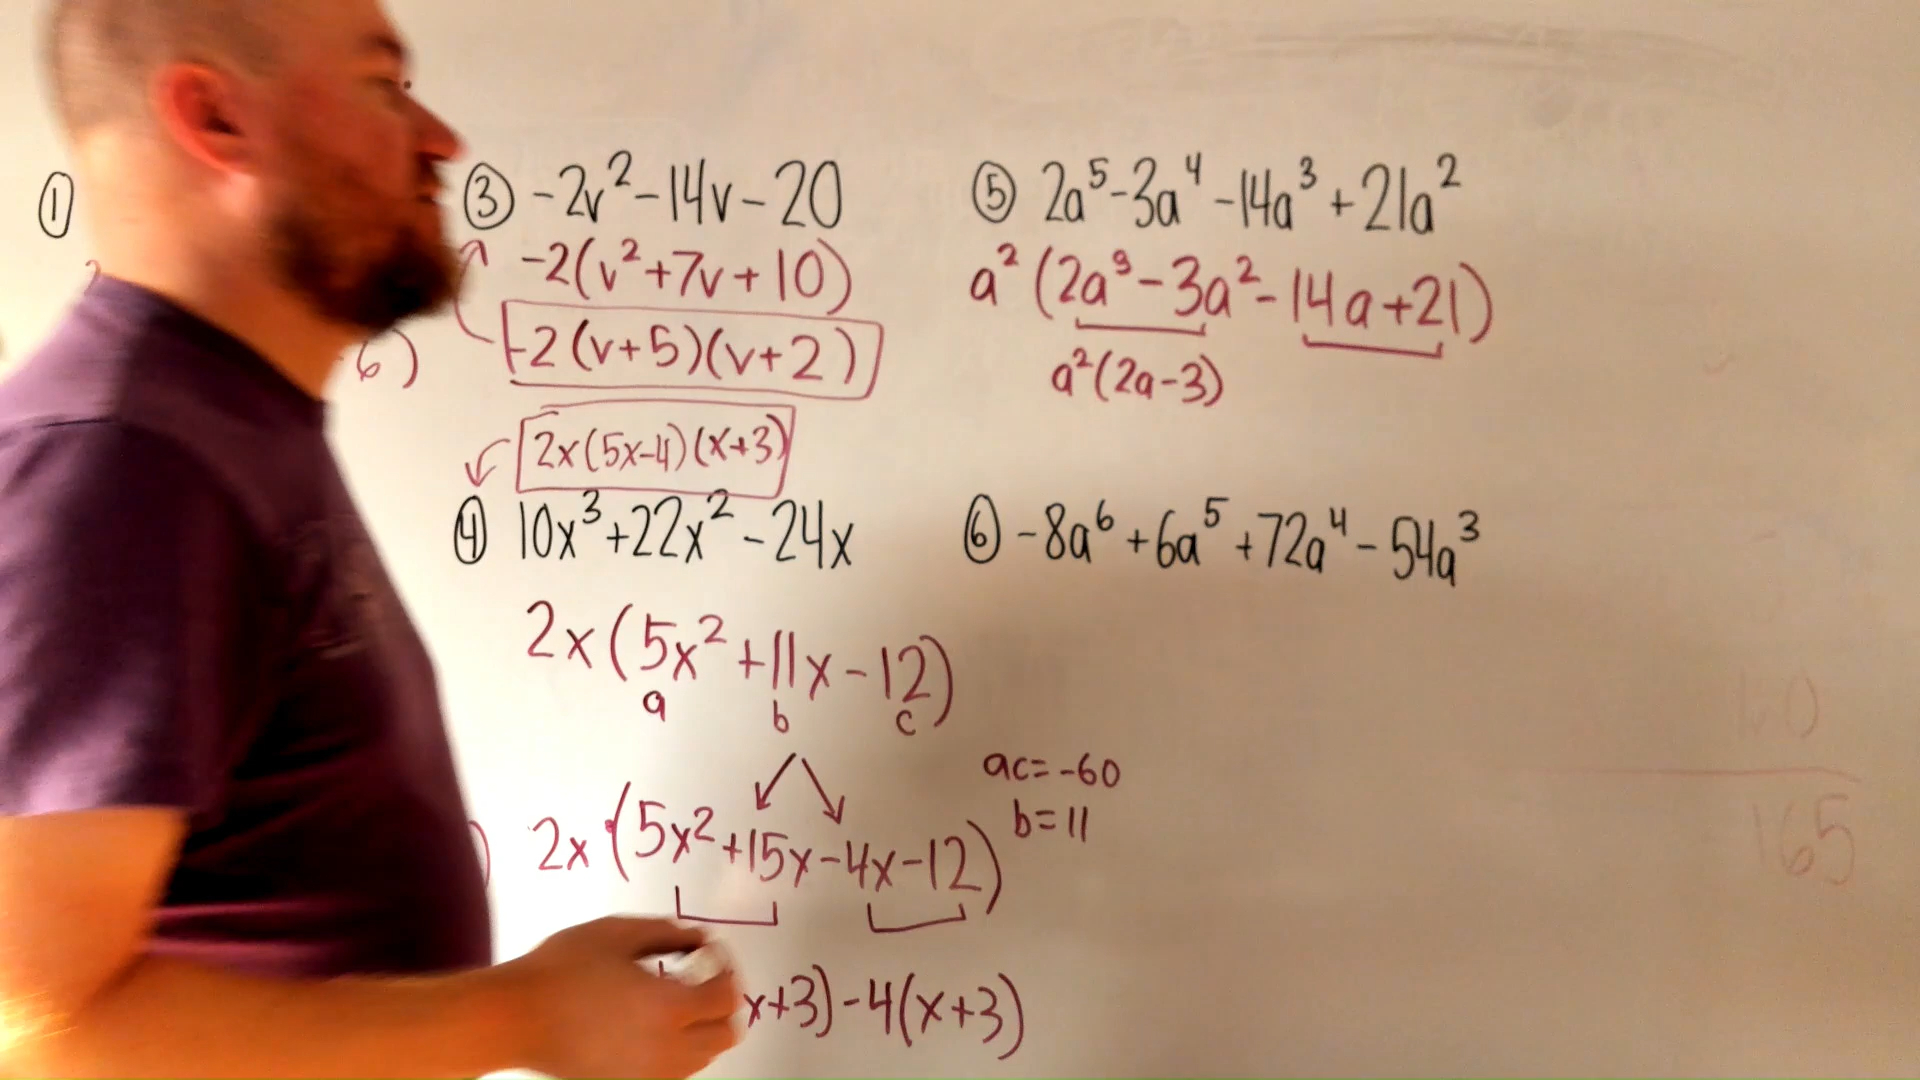 ①
6)
③ -2v²-14v-20
-2(v²+7v+10)
-2(v+5)(v+2)
2x(5x-4)(x+3)
④ 10x³+22x²-24x
2x(5x²+11x-12)
a b c
ac=-60
b=11
2x(5x²+15x-4x-12)
x+3)-4(x+3)
⑤ 2a⁵-3a⁴-14a³+21a²
a²(2a³-3a²-14a+21)
a²(2a-3)
⑥ -8a⁶+6a⁵+72a⁴-54a³
165